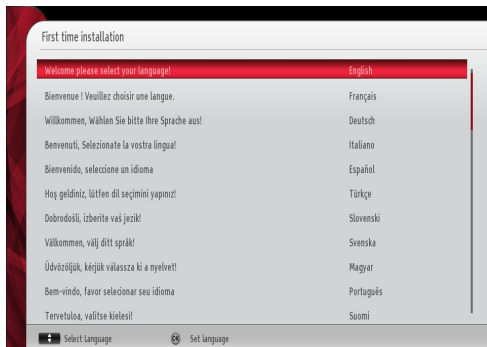 First time installation
Welcome please select your language! English
Bienvenue ! Veuillez choisir une langue. Français
Willkommen, Wählen Sie bitte Ihre Sprache aus! Deutsch
Benvenuti, Selezionate la vostra lingua! Italiano
Bienvenido, seleccione un idioma Español
Hoş geldiniz, lütfen dil seçimini yapınız! Türkçe
Dobrodošli, izberite vaš jezik! Slovenski
Välkommen, välj ditt språk! Svenska
Üdvözöljük, kérjük válassza ki a nyelvet! Magyar
Bem-vindo, favor selecionar seu idioma Português
Tervetuloa, valitse kielesi! Suomi
Select Language OK Set language